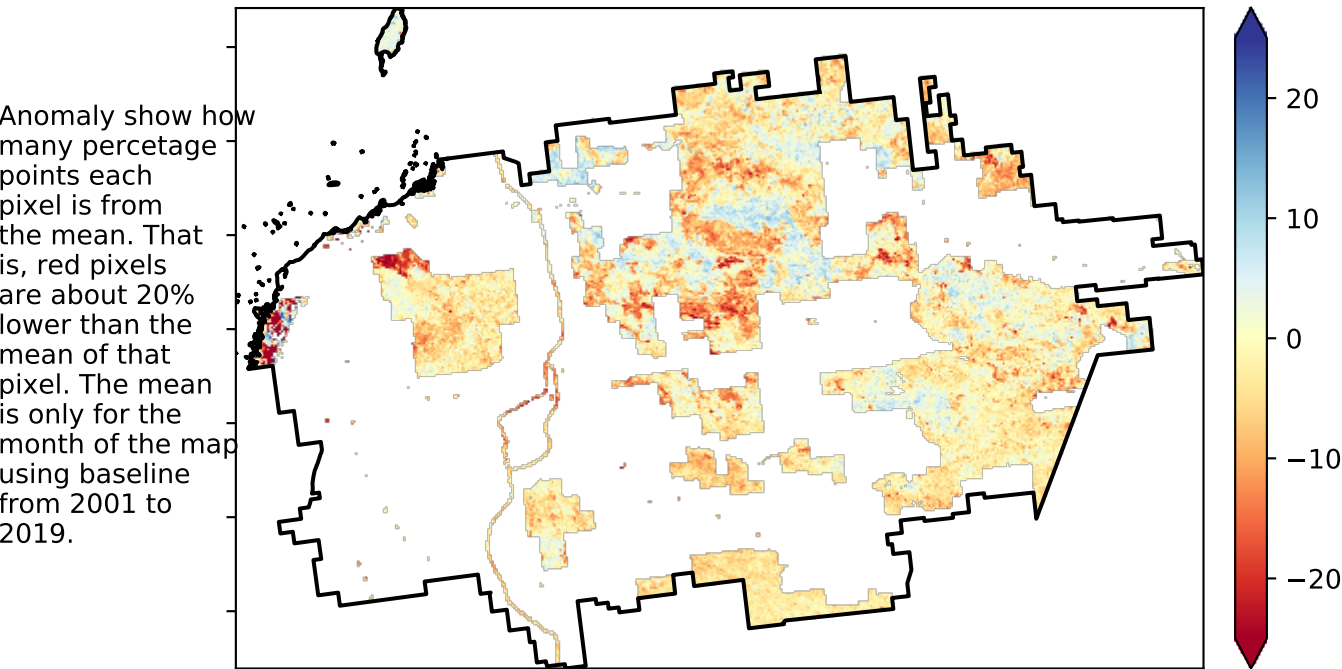 Anomaly show how
many percetage
points each
pixel is from
the mean. That
is, red pixels
are about 20%
lower than the
mean of that
pixel. The mean
is only for the
month of the map
using baseline
from 2001 to
2019.
20
10
0
−10
−20